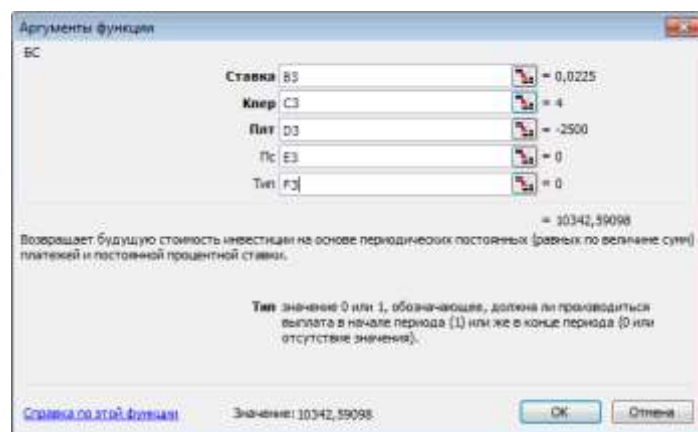 Аргументы функции
БС
Ставка B3 = 0,0225
Кпер C3 = 4
Плт D3 = -2500
Пс E3 = 0
Тип F3 = 0
= 10342,59098
Возвращает будущую стоимость инвестиции на основе периодических постоянных (равных по величине сумм)
платежей и постоянной процентной ставки.
Тип значение 0 или 1, обозначающее, должна ли производиться
выплата в начале периода (1) или же в конце периода (0 или
отсутствие значения).
Справка по этой функции Значение: 10342,59098 ОК Отмена